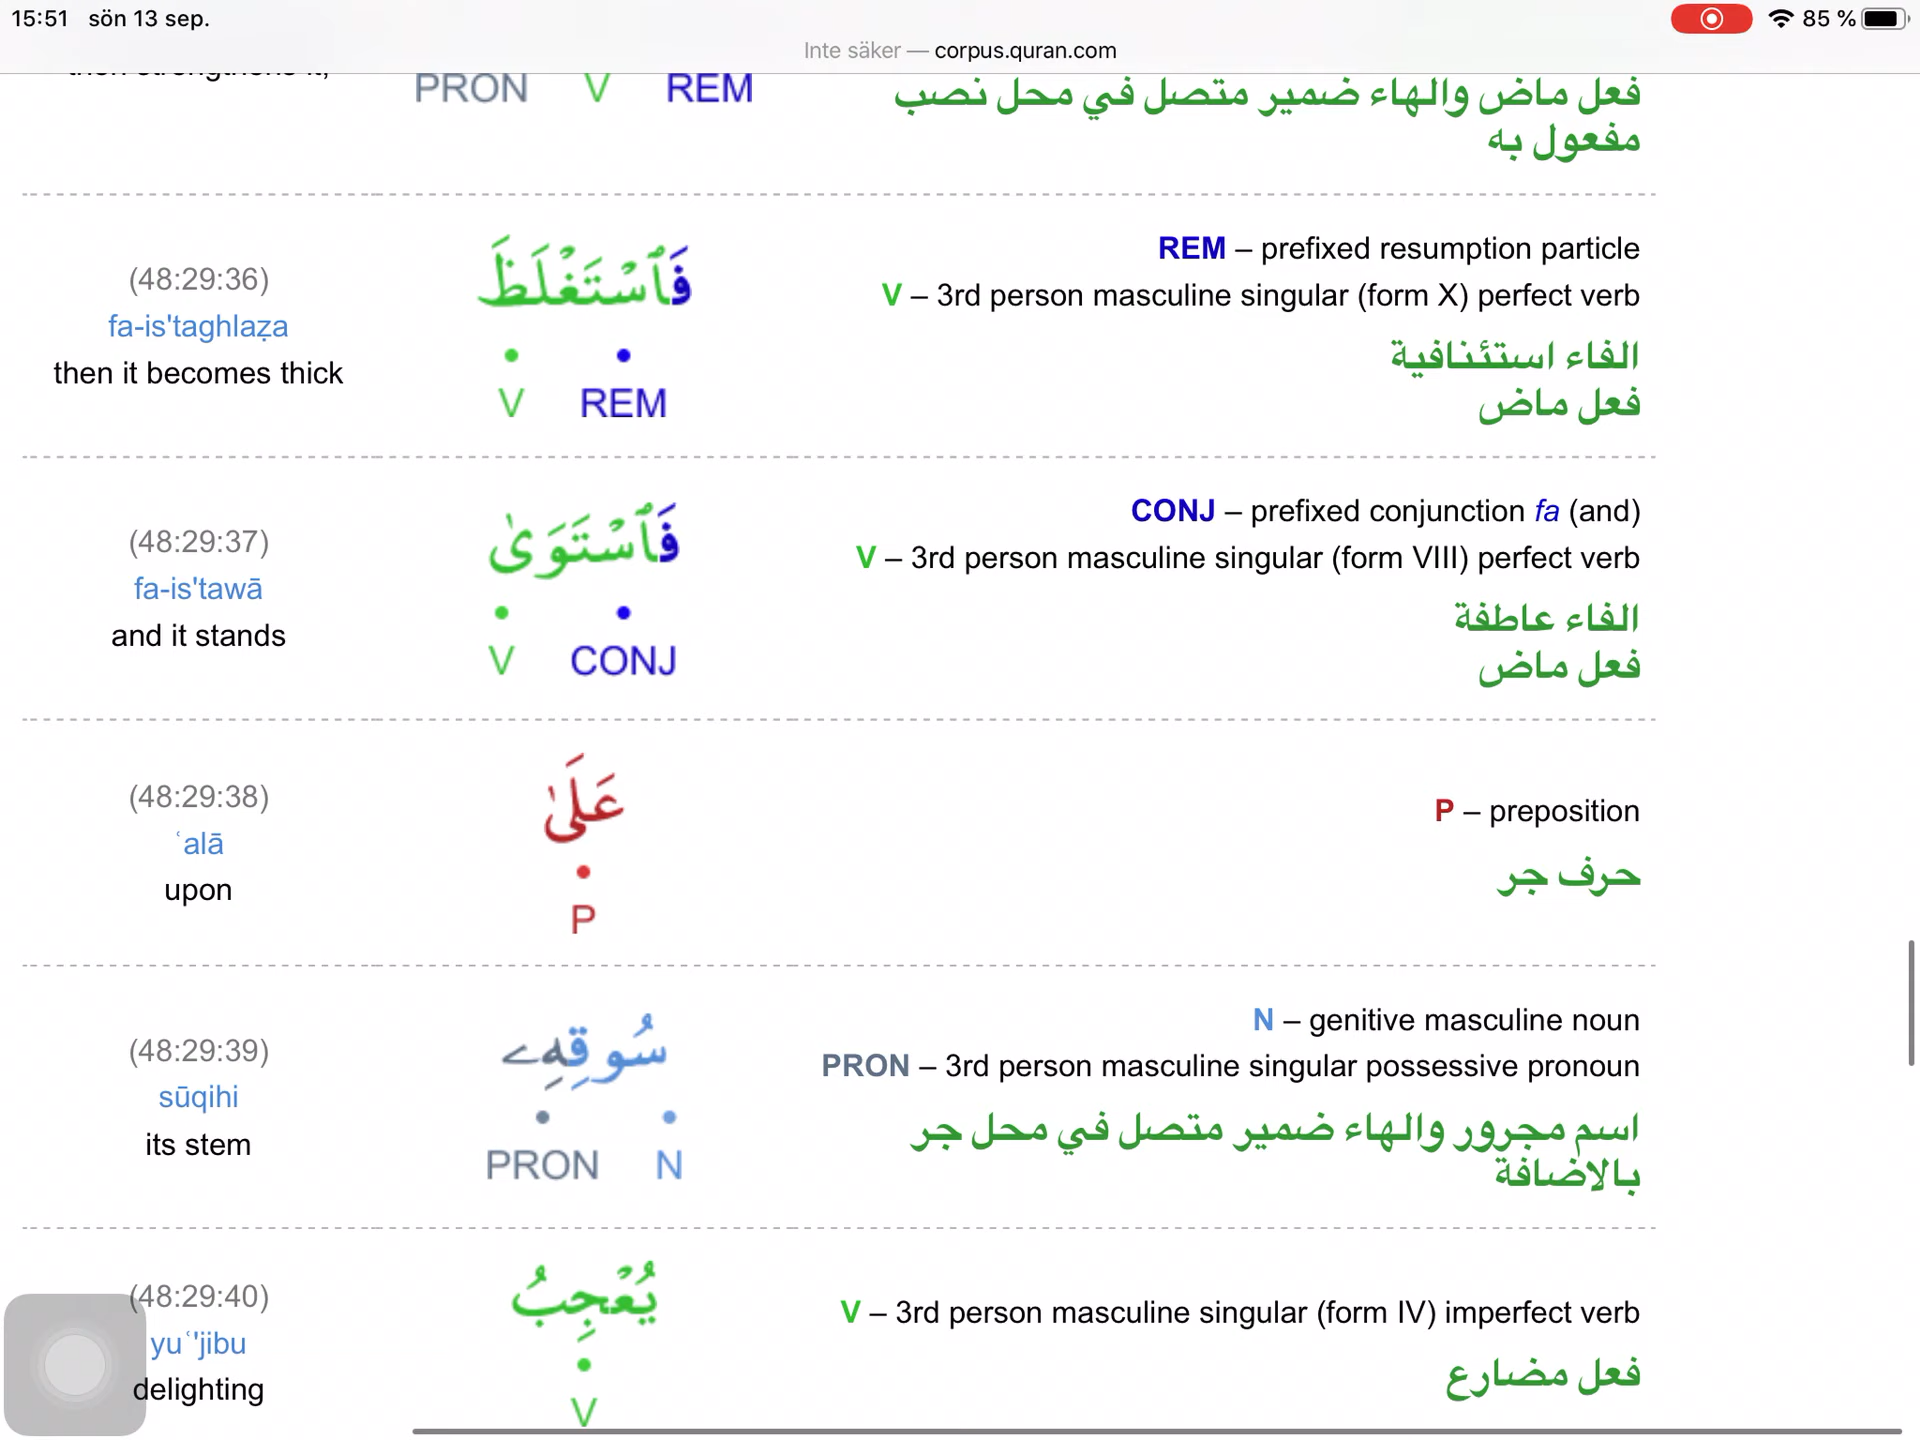 15:51 sön 13 sep.
85 %
Inte säker — corpus.quran.com
then strengthens it,
PRON V REM
فعل ماض والهاء ضمير متصل في محل نصب
مفعول به
(48:29:36)
fa-is'taghlaẓa
then it becomes thick
فَٱسْتَغْلَظَ
V REM
REM – prefixed resumption particle
V – 3rd person masculine singular (form X) perfect verb
الفاء استئنافية
فعل ماض
(48:29:37)
fa-is'tawā
and it stands
فَٱسْتَوَىٰ
V CONJ
CONJ – prefixed conjunction fa (and)
V – 3rd person masculine singular (form VIII) perfect verb
الفاء عاطفة
فعل ماض
(48:29:38)
ʿalā
upon
عَلَىٰ
P
P – preposition
حرف جر
(48:29:39)
sūqihi
its stem
سُوقِهِۦ
PRON N
N – genitive masculine noun
PRON – 3rd person masculine singular possessive pronoun
اسم مجرور والهاء ضمير متصل في محل جر
بالاضافة
(48:29:40)
yuʿ'jibu
delighting
يُعْجِبُ
V
V – 3rd person masculine singular (form IV) imperfect verb
فعل مضارع